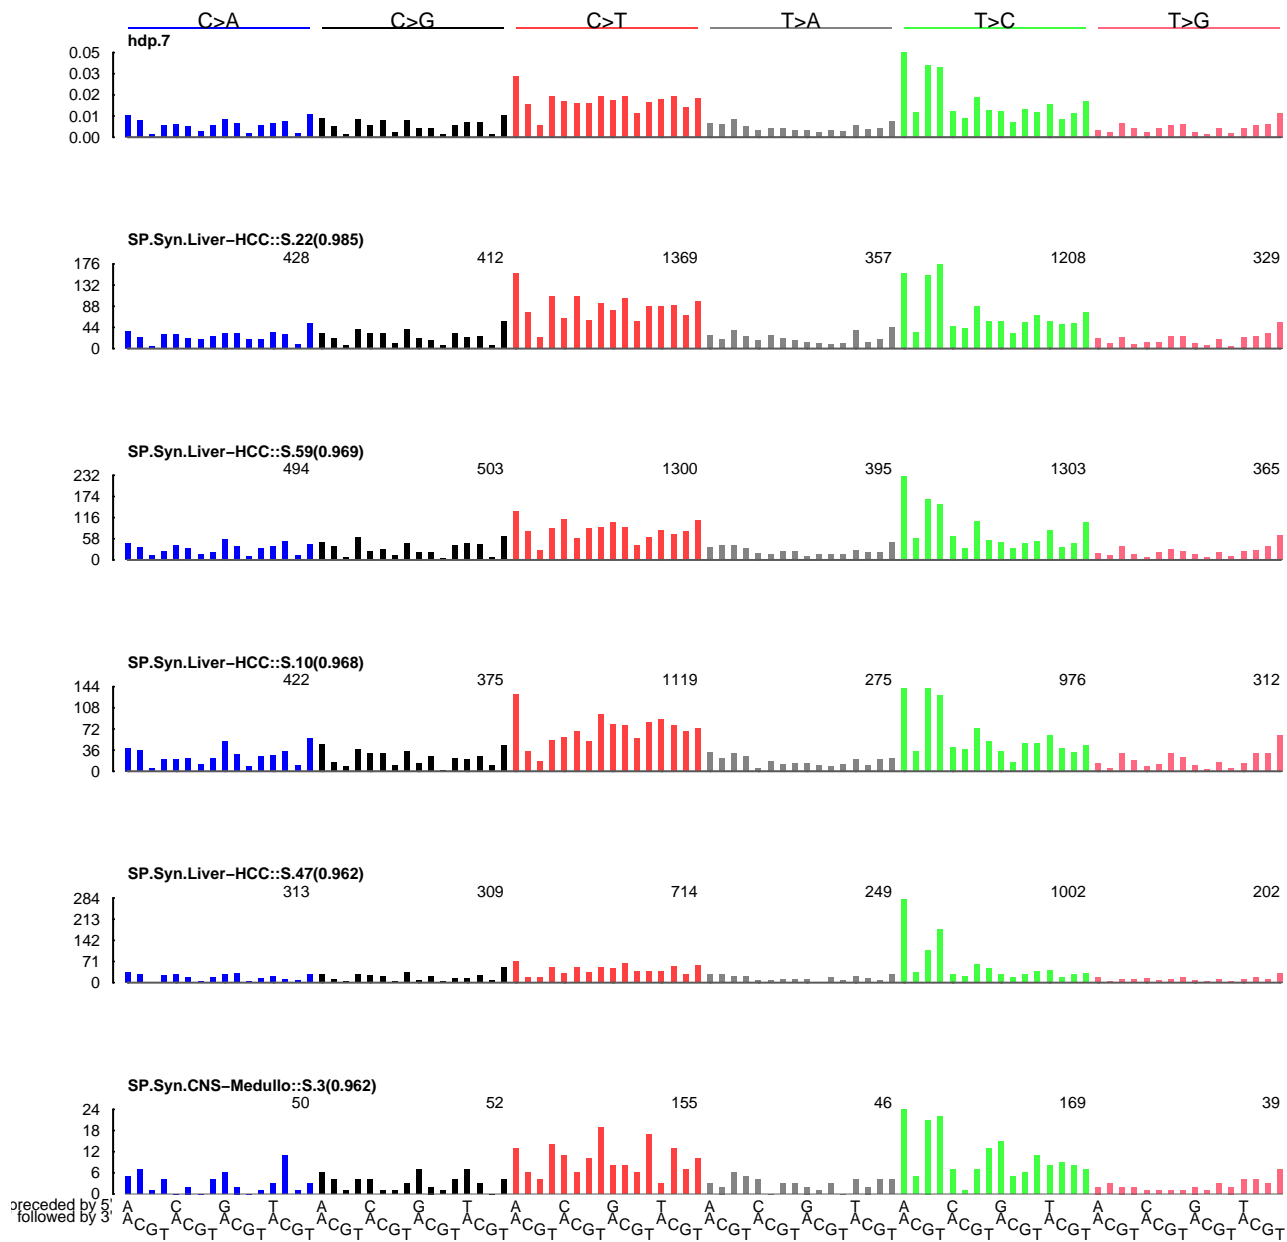 C>A C>G C>T T>A T>C T>G
hdp.7
0.05
0.03
0.02
0.01
0.00
SP.Syn.Liver−HCC::S.22(0.985)
428 412 1369 357 1208 329
176
132
88
44
0
SP.Syn.Liver−HCC::S.59(0.969)
494 503 1300 395 1303 365
232
174
116
58
0
SP.Syn.Liver−HCC::S.10(0.968)
422 375 1119 275 976 312
144
108
72
36
0
SP.Syn.Liver−HCC::S.47(0.962)
313 309 714 249 1002 202
284
213
142
71
0
SP.Syn.CNS−Medullo::S.3(0.962)
50 52 155 46 169 39
24
18
12
6
0
preceded by 5' A C G T A C G T A C G T A C G T A C G T A C G T
followed by 3' A C G T A C G T A C G T A C G T A C G T A C G T A C G T A C G T A C G T A C G T A C G T A C G T A C G T A C G T A C G T A C G T A C G T A C G T A C G T A C G T A C G T A C G T A C G T A C G T